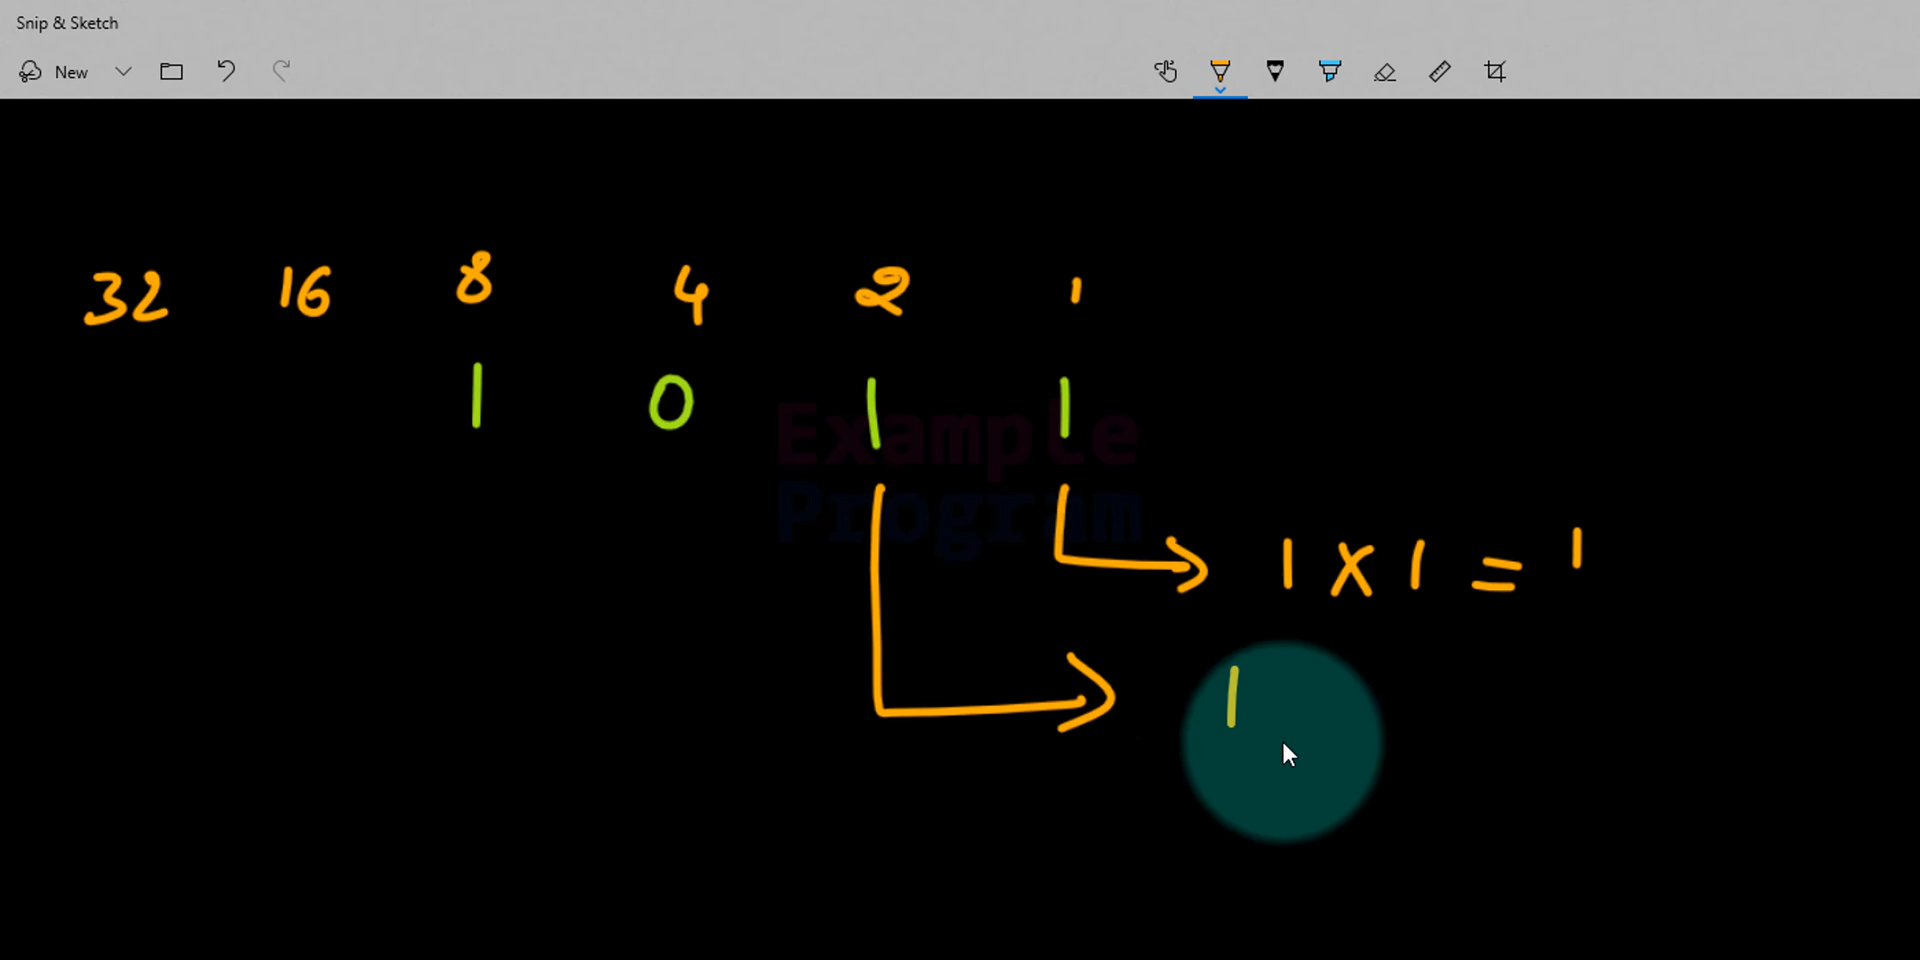 Snip & Sketch
New
32 16 8 4 2 1
1 0 1 1
Example
Program
1 X 1 = 1
1